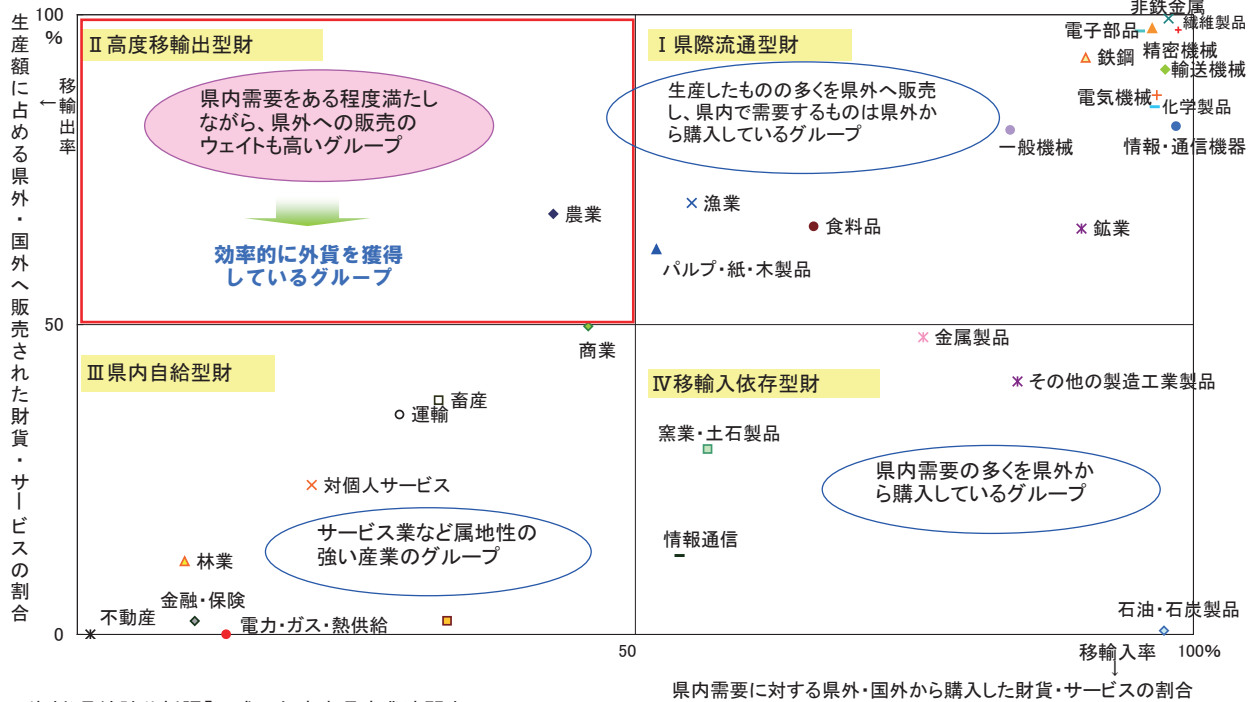 生産額に占める県外・国外へ販売された財貨・サービスの割合
100
%
←移輸出率
Ⅱ高度移輸出型財
県内需要をある程度満たし
ながら、県外への販売の
ウェイトも高いグループ
効率的に外貨を獲得
しているグループ
農業
Ⅰ県際流通型財
生産したものの多くを県外へ販売
し、県内で需要するものは県外か
ら購入しているグループ
非鉄金属
電子部品
繊維製品
鉄鋼
精密機械
輸送機械
電気機械
化学製品
一般機械
情報・通信機器
漁業
食料品
鉱業
パルプ・紙・木製品
50
商業
Ⅲ県内自給型財
畜産
運輸
対個人サービス
サービス業など属地性の
強い産業のグループ
林業
金融・保険
不動産
電力・ガス・熱供給
0
金属製品
Ⅳ移輸入依存型財
その他の製造工業製品
窯業・土石製品
県内需要の多くを県外か
ら購入しているグループ
情報通信
石油・石炭製品
50
移輸入率
↓
100%
県内需要に対する県外・国外から購入した財貨・サービスの割合